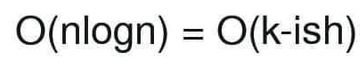 O(nlogn) = O(k-ish)